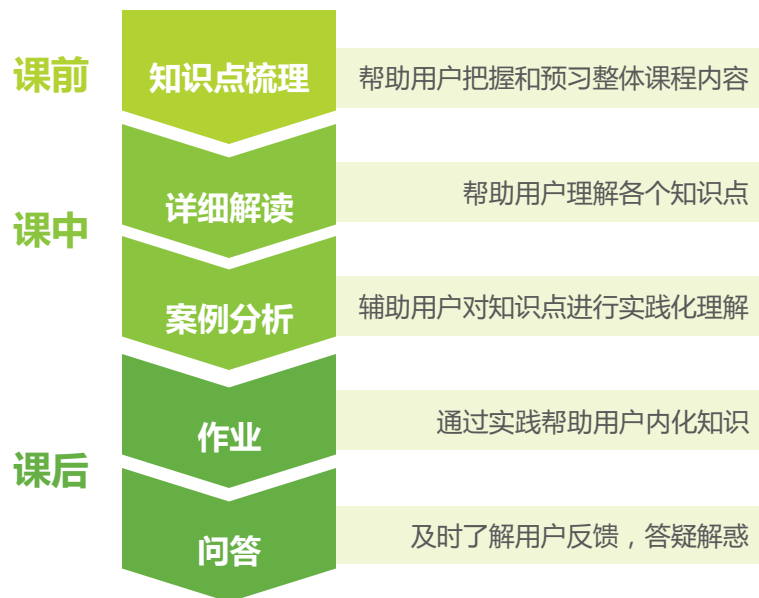 课前
知识点梳理
帮助用户把握和预习整体课程内容
课中
详细解读
帮助用户理解各个知识点
案例分析
辅助用户对知识点进行实践化理解
课后
作业
通过实践帮助用户内化知识
问答
及时了解用户反馈，答疑解惑